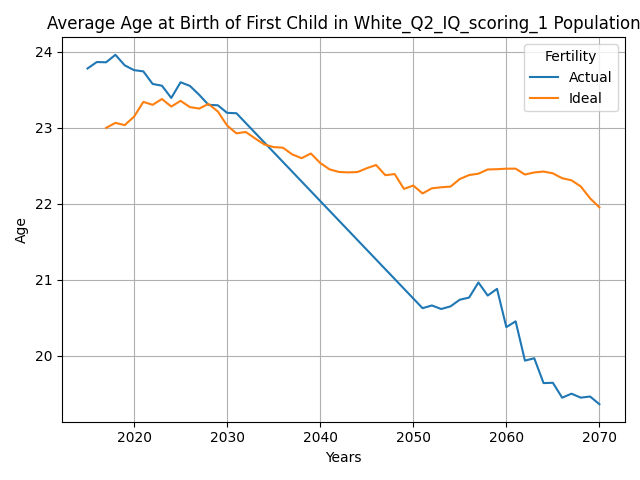 Average Age at Birth of First Child in White_Q2_IQ_scoring_1 Population
Fertility
Actual
Ideal
Age
24
23
22
21
20
2020 2030 2040 2050 2060 2070
Years